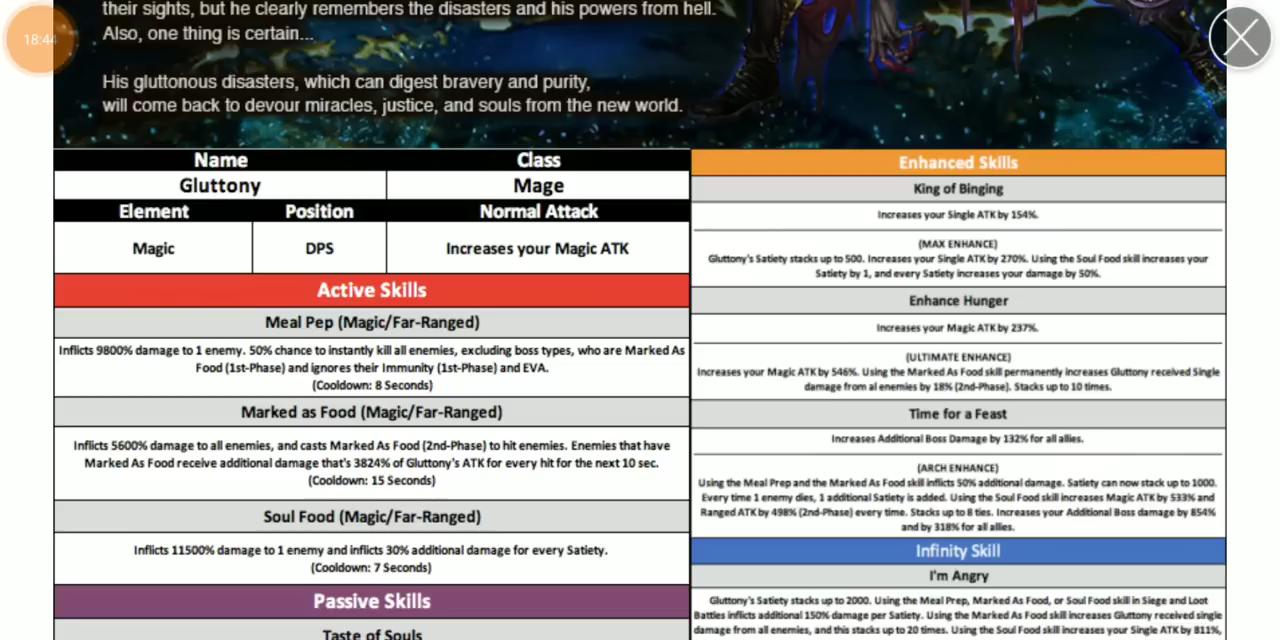 their sights, but he clearly remembers the disasters and his powers from hell.
Also, one thing is certain...
18:44
His gluttonous disasters, which can digest bravery and purity,
will come back to devour miracles, justice, and souls from the new world.
Name Class
Gluttony Mage
Element Position Normal Attack
Magic DPS Increases your Magic ATK
Active Skills
Meal Pep (Magic/Far-Ranged)
Inflicts 9800% damage to 1 enemy. 50% chance to instantly kill all enemies, excluding boss types, who are Marked As
Food (1st-Phase) and ignores their Immunity (1st-Phase) and EVA.
(Cooldown: 8 Seconds)
Marked as Food (Magic/Far-Ranged)
Inflicts 5600% damage to all enemies, and casts Marked As Food (2nd-Phase) to hit enemies. Enemies that have
Marked As Food receive additional damage that's 3824% of Gluttony's ATK for every hit for the next 10 sec.
(Cooldown: 15 Seconds)
Soul Food (Magic/Far-Ranged)
Inflicts 11500% damage to 1 enemy and inflicts 30% additional damage for every Satiety.
(Cooldown: 7 Seconds)
Passive Skills
Taste of Souls
Enhanced Skills
King of Binging
Increases your Single ATK by 154%.
(MAX ENHANCE)
Gluttony's Satiety stacks up to 500. Increases your Single ATK by 270%. Using the Soul Food skill increases your
Satiety by 1, and every Satiety increases your damage by 50%.
Enhance Hunger
Increases your Magic ATK by 237%.
(ULTIMATE ENHANCE)
Increases your Magic ATK by 546%. Using the Marked As Food skill permanently increases Gluttony received Single
damage from al enemies by 18% (2nd-Phase). Stacks up to 10 times.
Time for a Feast
Increases Additional Boss Damage by 132% for all allies.
(ARCH ENHANCE)
Using the Meal Prep and the Marked As Food skill inflicts 50% additional damage. Satiety can now stack up to 1000.
Every time 1 enemy dies, 1 additional Satiety is added. Using the Soul Food skill increases Magic ATK by 533% and
Ranged ATK by 498% (2nd-Phase) every time. Stacks up to 8 ties. Increases your Additional Boss damage by 854%
and by 318% for all allies.
Infinity Skill
I'm Angry
Gluttony's Satiety stacks up to 2000. Using the Meal Prep, Marked As Food, or Soul Food skill in Siege and Loot
Battles inflicts additional 150% damage per Satiety. Using the Marked As Food skill increases Gluttony received single
damage from all enemies, and this stacks up to 20 times. Using the Soul Food skill increases your Single ATK by 811%,